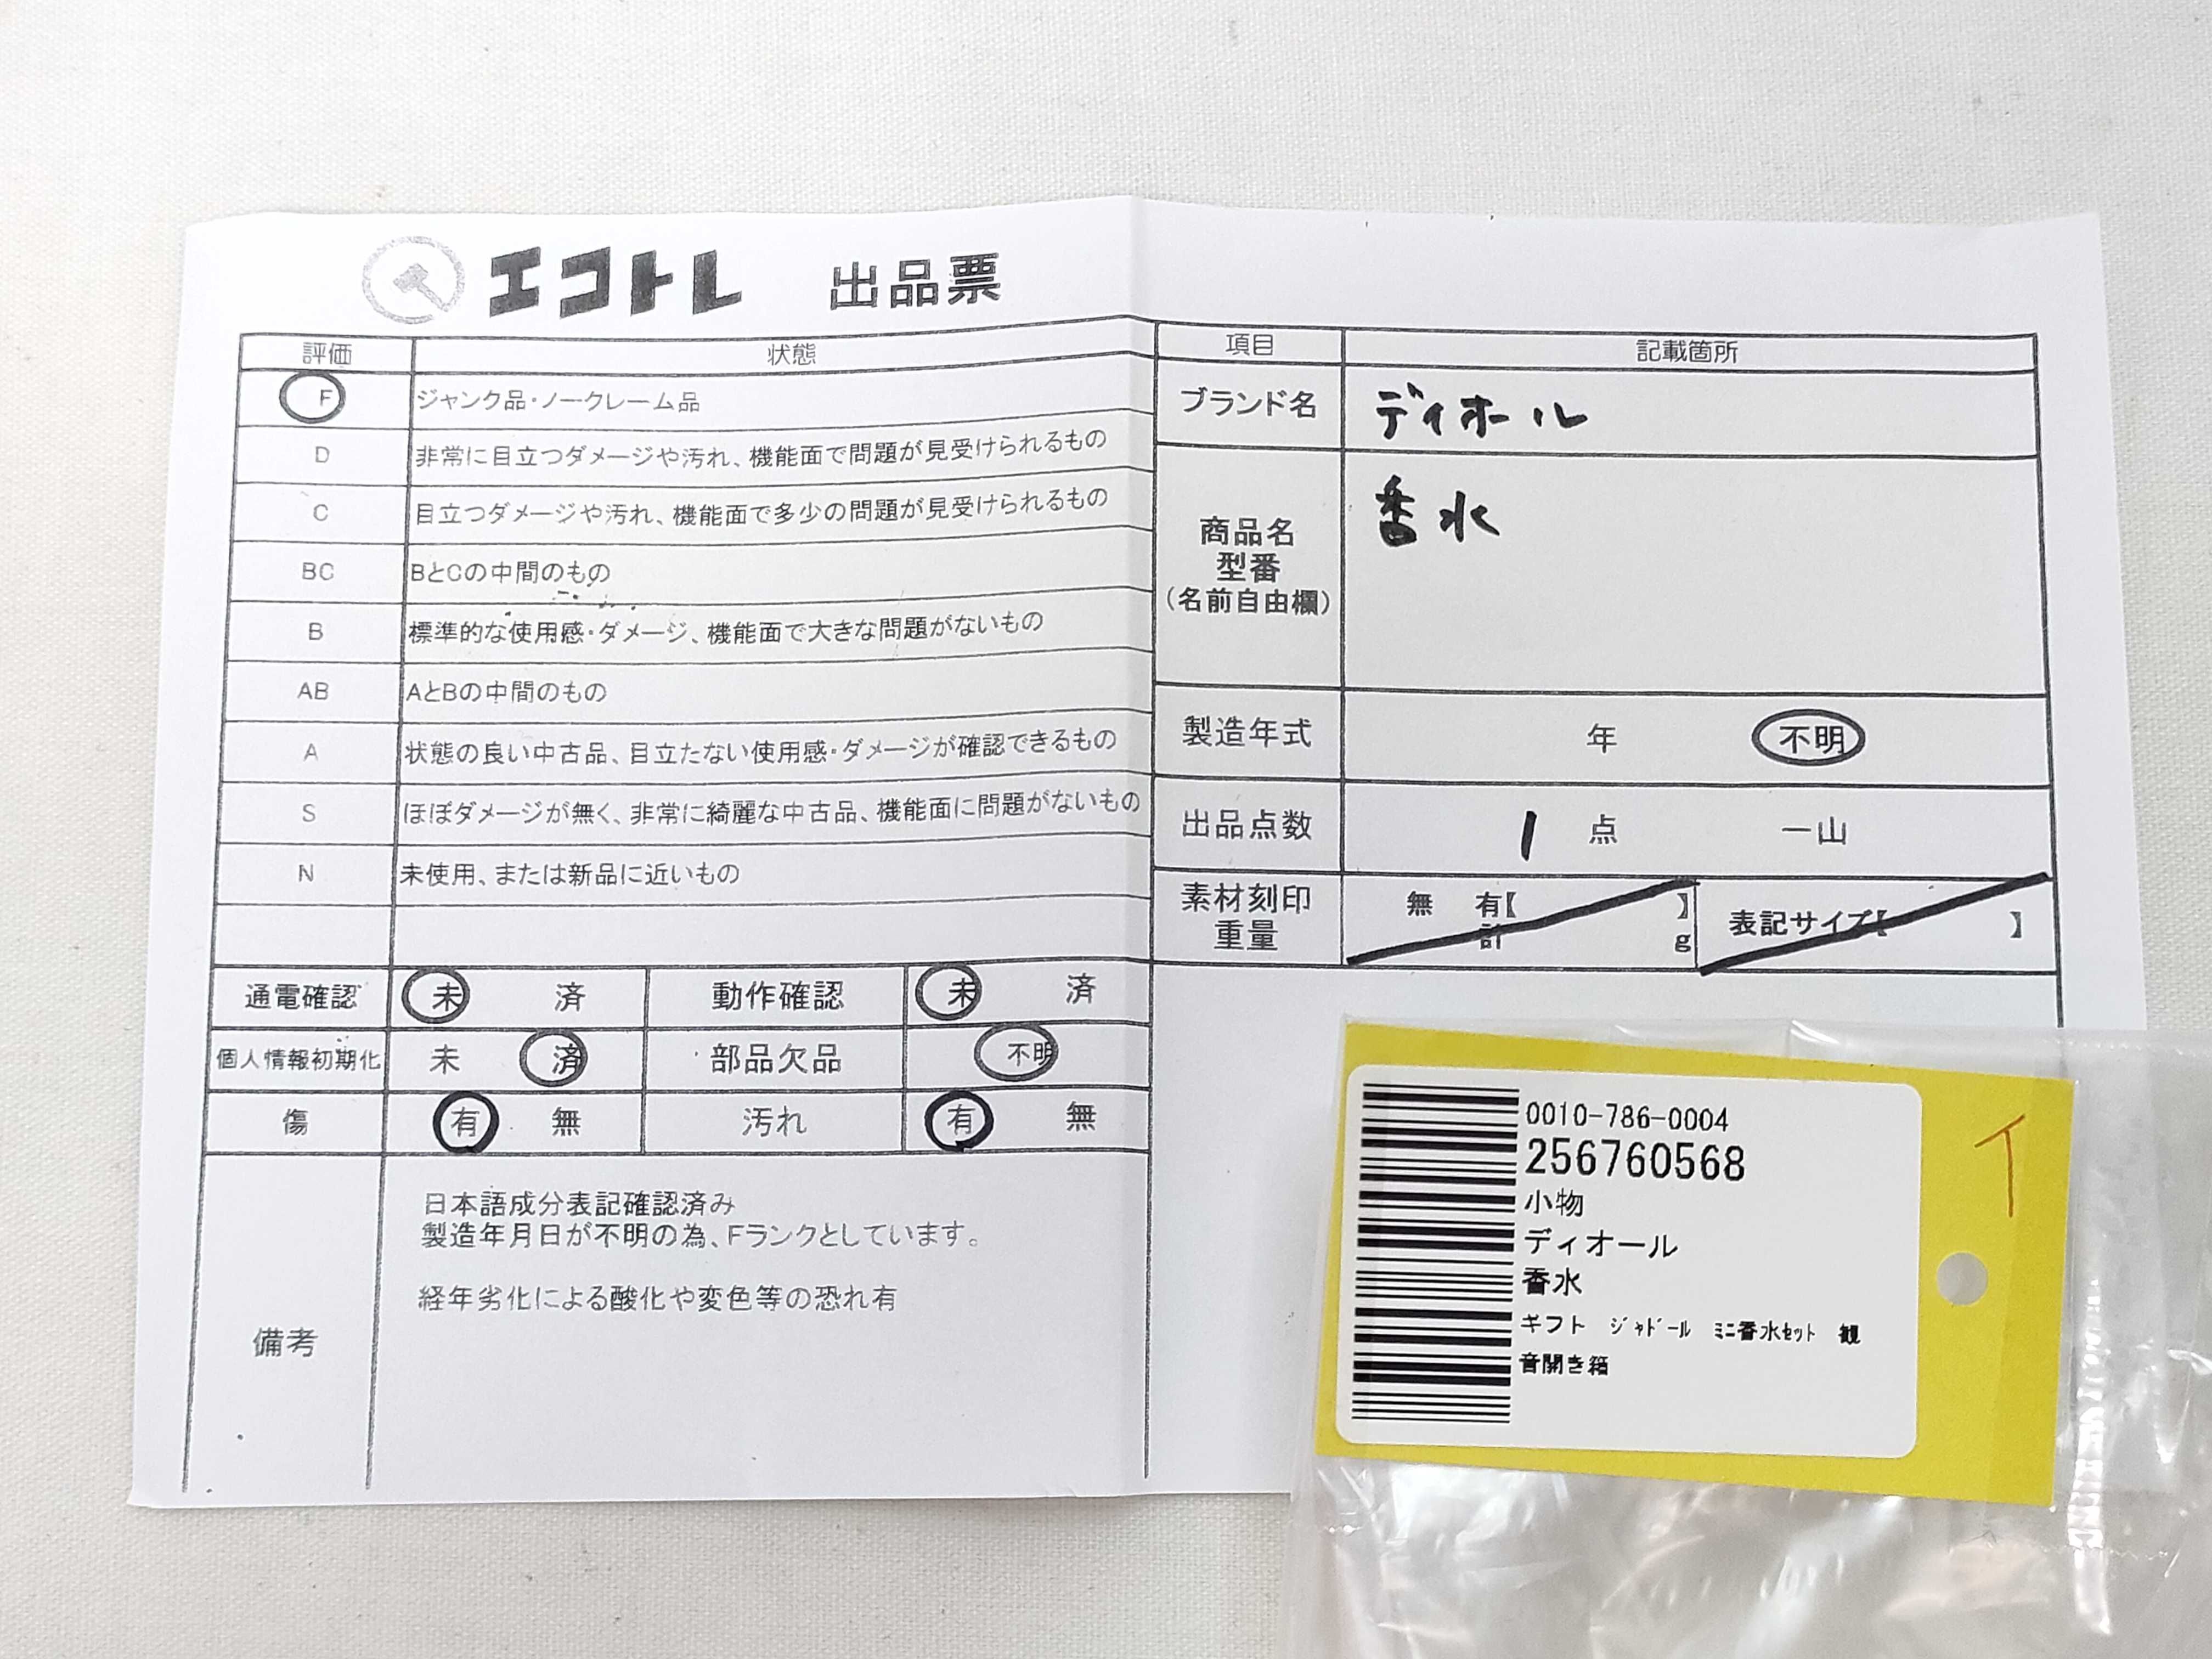 エコトレ 出品票
評価 状態
F ジャンク品・ノークレーム品
D 非常に目立つダメージや汚れ、機能面で問題が見受けられるもの
C 目立つダメージや汚れ、機能面で多少の問題が見受けられるもの
BC BとCの中間のもの
B 標準的な使用感・ダメージ、機能面で大きな問題がないもの
AB AとBの中間のもの
A 状態の良い中古品、目立たない使用感・ダメージが確認できるもの
S ほぼダメージが無く、非常に綺麗な中古品、機能面に問題がないもの
N 未使用、または新品に近いもの
通電確認 未 済 動作確認 未 済
個人情報初期化 未 済 部品欠品 不明
傷 有 無 汚れ 有 無
備考
日本語成分表記確認済み
製造年月日が不明の為、Fランクとしています。
経年劣化による酸化や変色等の恐れ有
項目 記載箇所
ブランド名 ディオール
商品名
型番
(名前自由欄)
香水
製造年式 年 不明
出品点数 1 点 一山
素材刻印
重量
無 有【 】
計 g
表記サイズ【 】
0010-786-0004
256760568
小物
ディオール
香水
ギフト ｼﾞｬﾄﾞｰﾙ ﾐﾆ香水ｾｯﾄ 観
音開き箱
イ